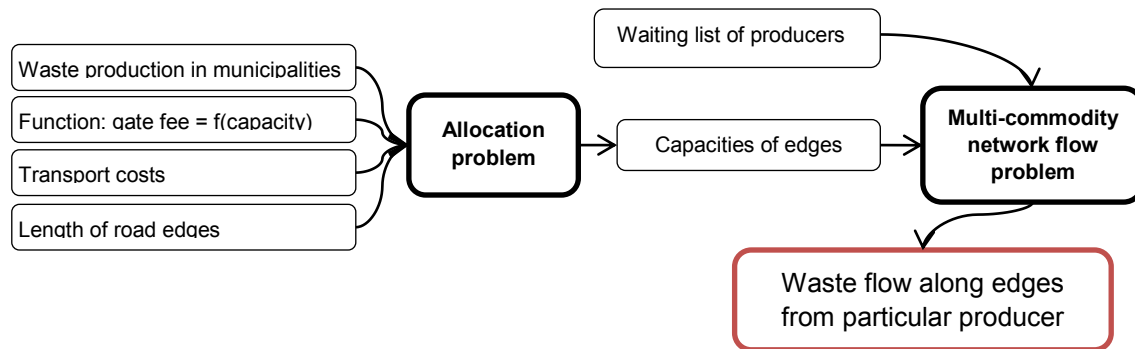 Waste production in municipalities
Function: gate fee = f(capacity)
Transport costs
Length of road edges
Allocation
problem
Waiting list of producers
Capacities of edges
Multi-commodity
network flow
problem
Waste flow along edges
from particular producer